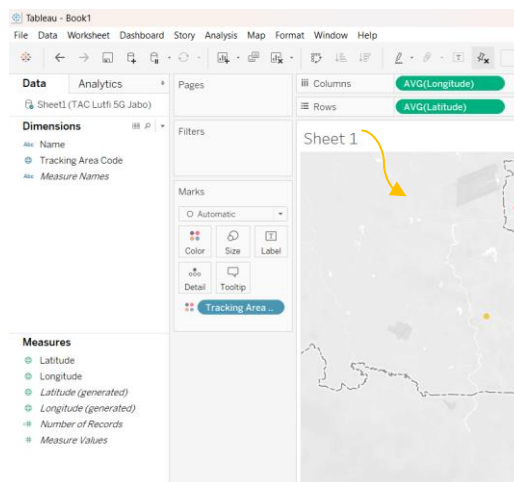 Tableau - Book1
File Data Worksheet Dashboard Story Analysis Map Format Window Help
Data Analytics
Sheet1 (TAC Lutfi 5G Jabo)
Dimensions
Abc Name
Tracking Area Code
Abc Measure Names
Measures
Latitude
Longitude
Latitude (generated)
Longitude (generated)
=# Number of Records
# Measure Values
Pages
Filters
Marks
Automatic
Color Size Label
Detail Tooltip
Tracking Area ..
Columns AVG(Longitude)
Rows AVG(Latitude)
Sheet 1